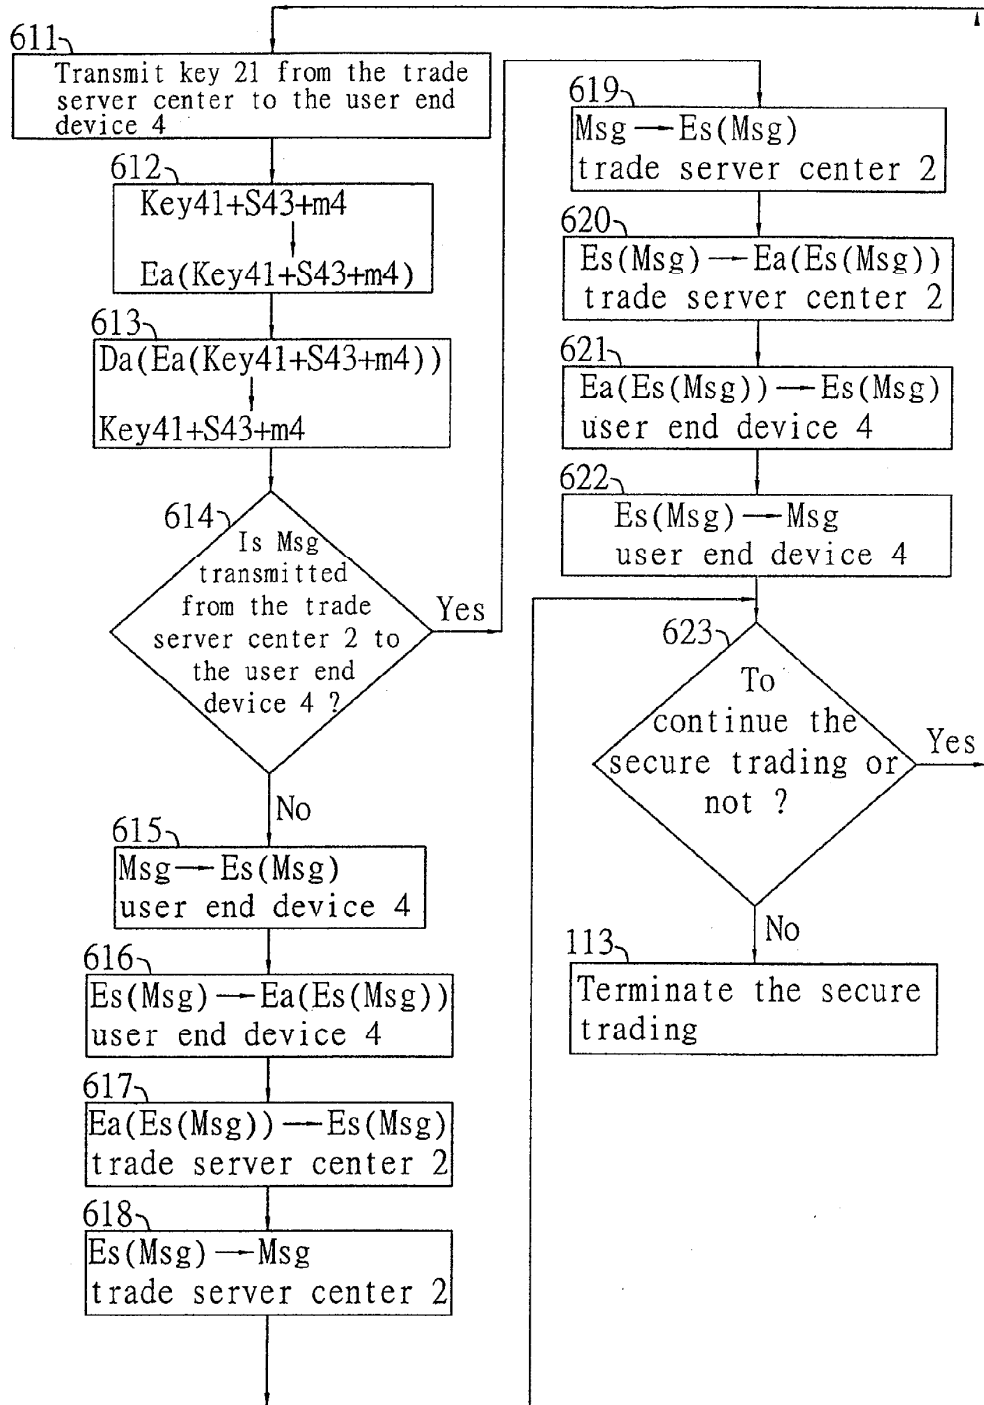 611
Transmit key 21 from the trade
server center to the user end
device 4
612
Key41+S43+m4
Ea(Key41+S43+m4)
613
Da(Ea(Key41+S43+m4))
Key41+S43+m4
614
Is Msg
transmitted
from the trade
server center 2 to
the user end
device 4 ?
Yes
No
615
Msg → Es(Msg)
user end device 4
616
Es(Msg) → Ea(Es(Msg))
user end device 4
617
Ea(Es(Msg)) → Es(Msg)
trade server center 2
618
Es(Msg) → Msg
trade server center 2
619
Msg → Es(Msg)
trade server center 2
620
Es(Msg) → Ea(Es(Msg))
trade server center 2
621
Ea(Es(Msg)) → Es(Msg)
user end device 4
622
Es(Msg) → Msg
user end device 4
623
To
continue the
secure trading or
not ?
Yes
No
113
Terminate the secure
trading